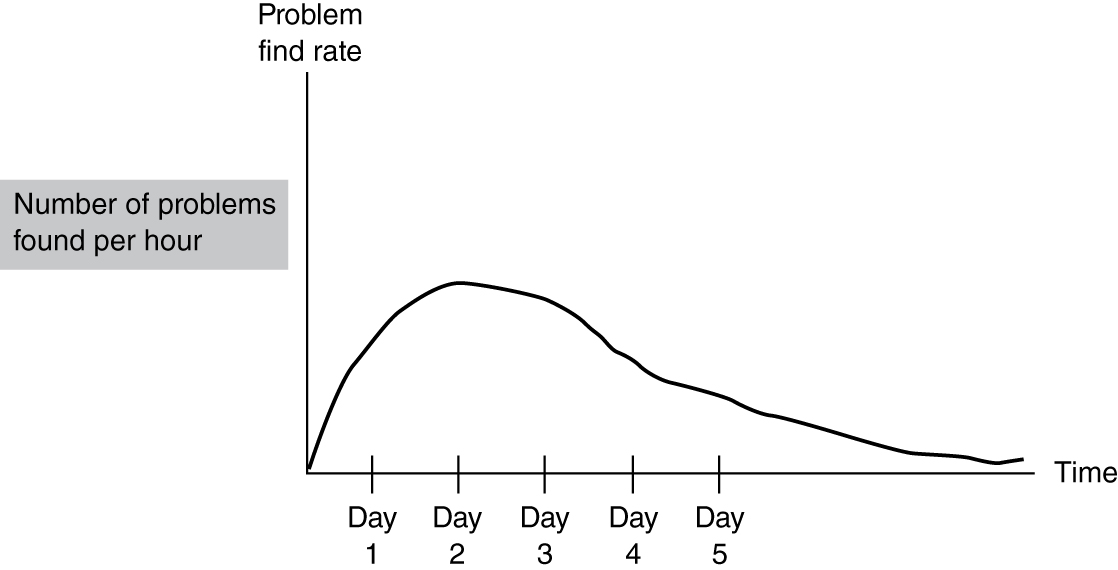 Problem
find rate
Number of problems
found per hour
Time
Day
1
Day
2
Day
3
Day
4
Day
5